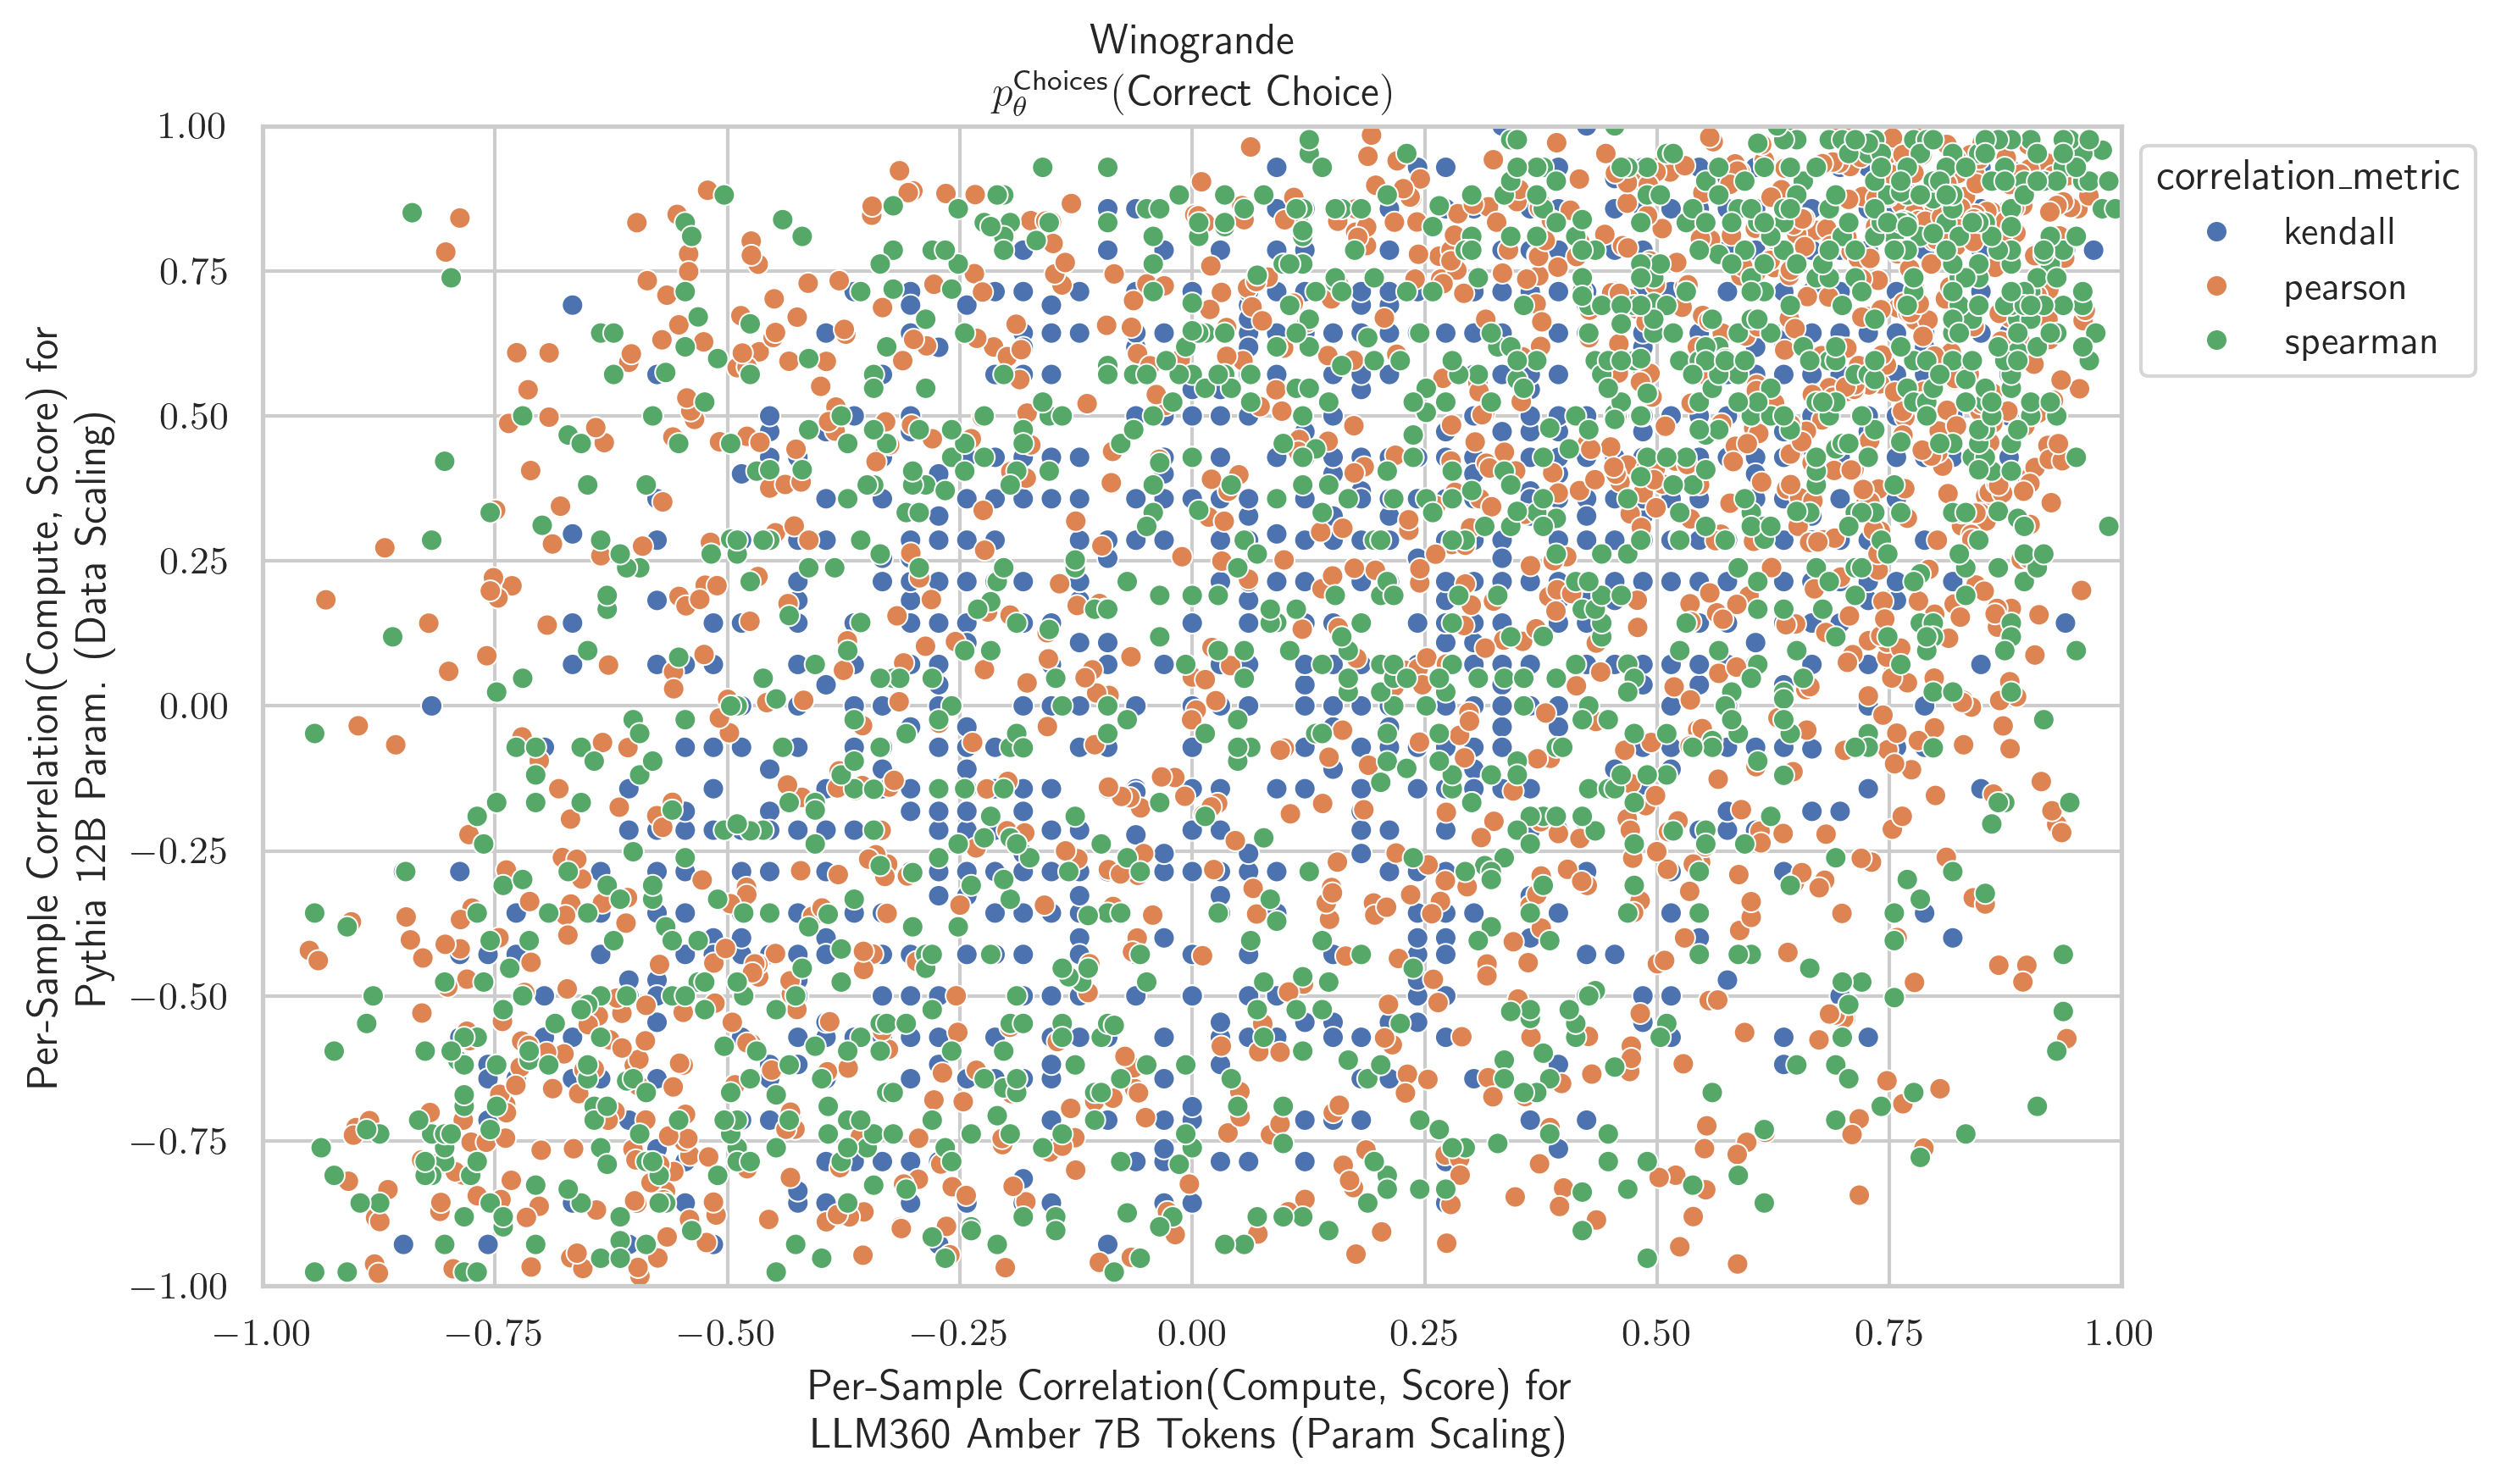 Winogrande
p_θ^Choices(Correct Choice)
Per-Sample Correlation(Compute, Score) for
Pythia 12B Param. (Data Scaling)
1.00
0.75
0.50
0.25
0.00
−0.25
−0.50
−0.75
−1.00
−1.00 −0.75 −0.50 −0.25 0.00 0.25 0.50 0.75 1.00
Per-Sample Correlation(Compute, Score) for
LLM360 Amber 7B Tokens (Param Scaling)
correlation_metric
kendall
pearson
spearman